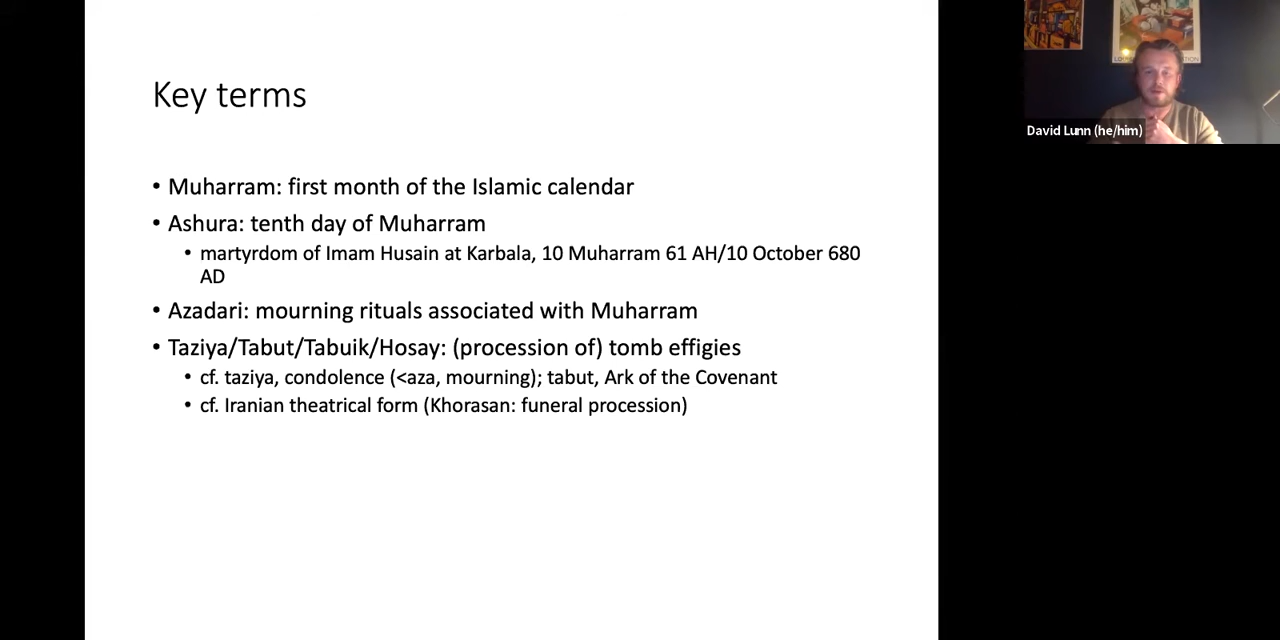 Key terms
• Muharram: first month of the Islamic calendar
• Ashura: tenth day of Muharram
• martyrdom of Imam Husain at Karbala, 10 Muharram 61 AH/10 October 680
AD
• Azadari: mourning rituals associated with Muharram
• Taziya/Tabut/Tabuik/Hosay: (procession of) tomb effigies
• cf. taziya, condolence (<aza, mourning); tabut, Ark of the Covenant
• cf. Iranian theatrical form (Khorasan: funeral procession)
David Lunn (he/him)